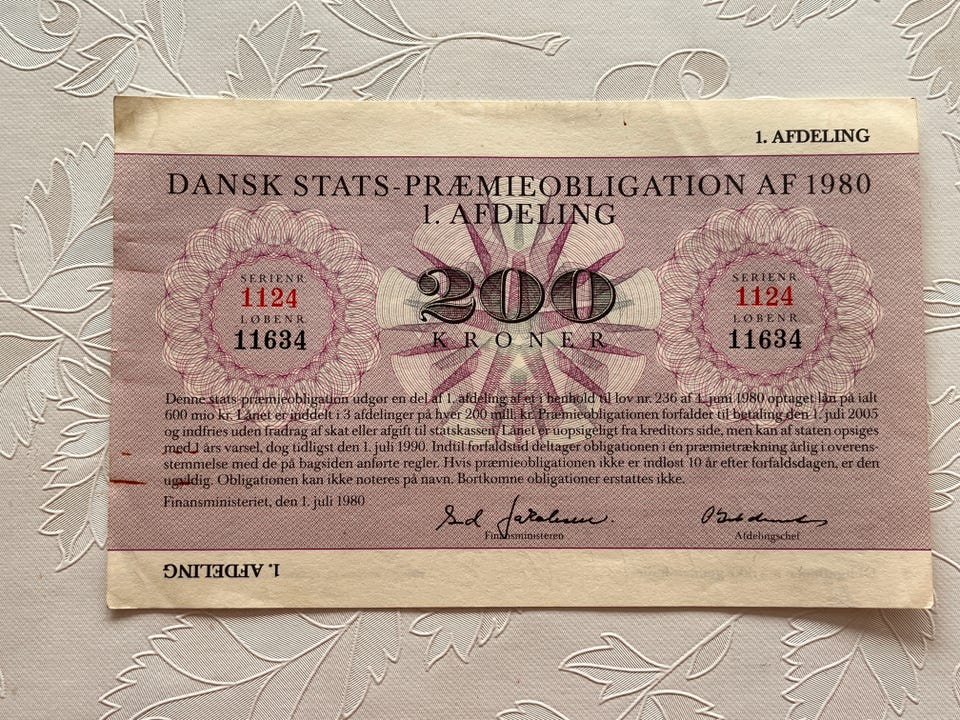 1. AFDELING
DANSK STATS-PRÆMIEOBLIGATION AF 1980
1. AFDELING
SERIENR.
1124
LØBENR.
11634
200
KRONER
SERIENR.
1124
LØBENR.
11634
Denne stats-præmieobligation udgør en del af 1. afdeling af et i henhold til lov nr. 236 af 4. juni 1980 optaget lån på ialt
600 mio kr. Lånet er inddelt i 3 afdelinger på hver 200 mill. kr. Præmieobligationen forfalder til betaling den 1. juli 2005
og indfries uden fradrag af skat eller afgift til statskassen. Lånet er uopsigeligt fra kreditors side, men kan af staten opsiges
med 1 års varsel, dog tidligst den 1. juli 1990. Indtil forfaldstid deltager obligationen i én præmietrækning årlig i overens-
stemmelse med de på bagsiden anførte regler. Hvis præmieobligationen ikke er indløst 10 år efter forfaldsdagen, er den
ugyldig. Obligationen kan ikke noteres på navn. Bortkomne obligationer erstattes ikke.
Finansministeriet, den 1. juli 1980
Finansministeren
Afdelingschef
1. AFDELING